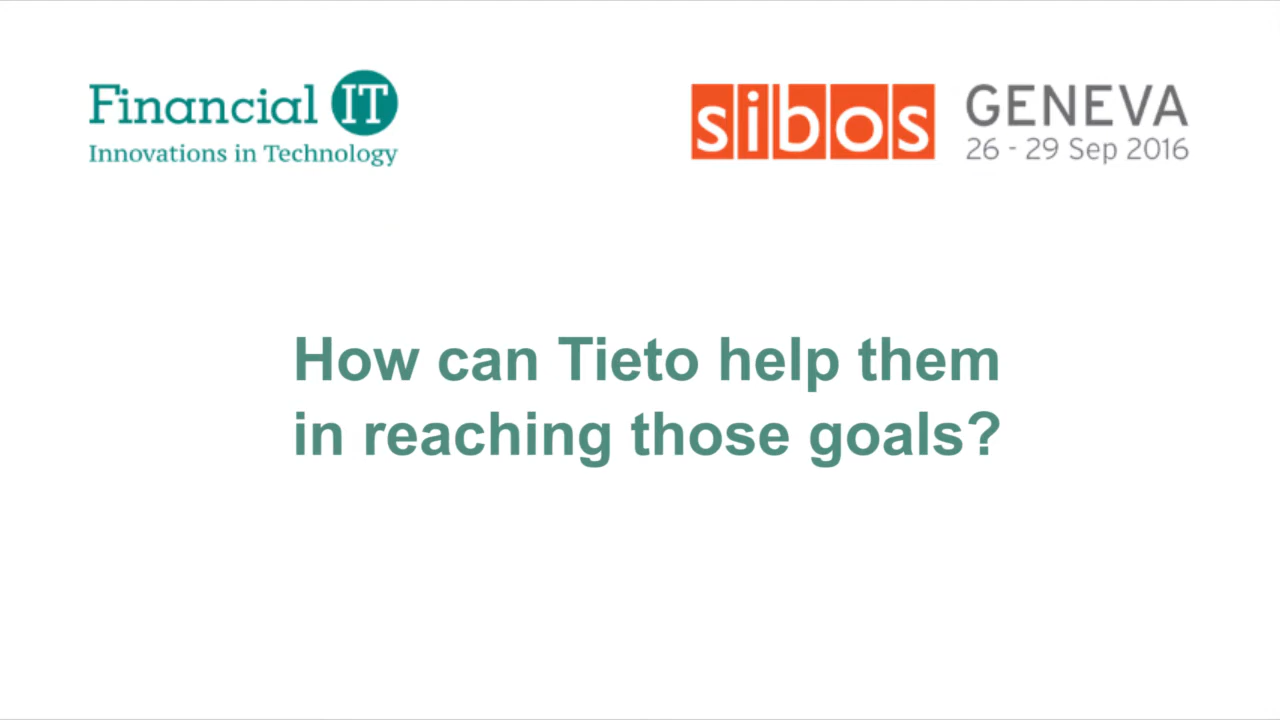 Financial IT
Innovations in Technology
sibos
GENEVA
26 - 29 Sep 2016
How can Tieto help them
in reaching those goals?